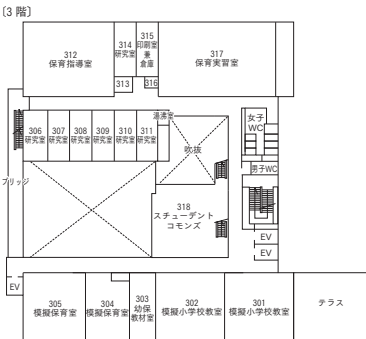 〔3 階〕
312
保育指導室
314
研究室
315
印刷室
兼
倉庫
317
保育実習室
313
316
湯沸室
306
研究室
307
研究室
308
研究室
309
研究室
310
研究室
311
研究室
吹抜
女子
WC
男子WC
ブリッジ
318
スチューデント
コモンズ
EV
EV
EV
305
模擬保育室
304
模擬保育室
303
幼保
教材室
302
模擬小学校教室
301
模擬小学校教室
テラス